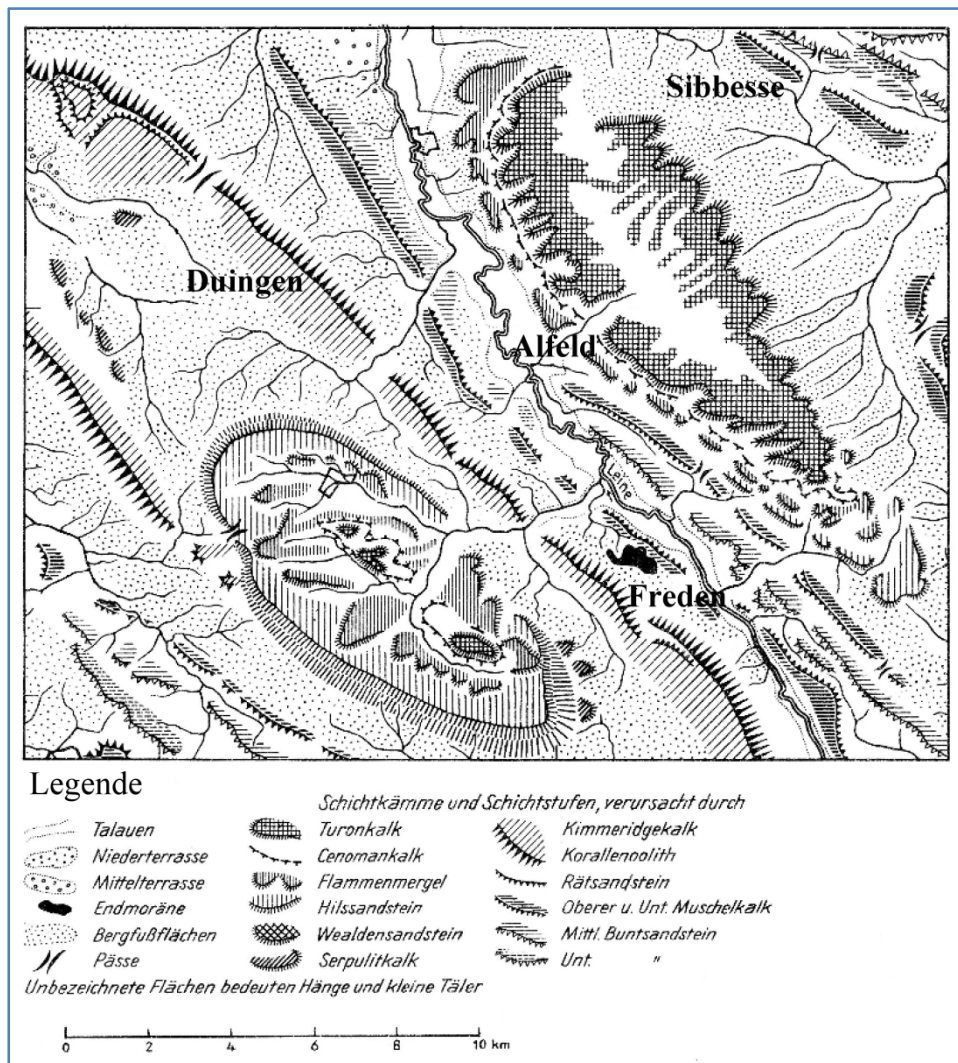 Sibbesse
Duingen
Alfeld
Leine
Freden
Legende
Schichtkämme und Schichtstufen, verursacht durch
Talauen
Niederterrasse
Mittelterrasse
Endmoräne
Bergfußflächen
Pässe
Turonkalk
Cenomankalk
Flammenmergel
Hilssandstein
Wealdensandstein
Serpulitkalk
Kimmeridgekalk
Korallenoolith
Rätsandstein
Oberer u. Unt. Muschelkalk
Mittl. Buntsandstein
Unt. "
Unbezeichnete Flächen bedeuten Hänge und kleine Täler
0 2 4 6 8 10 km